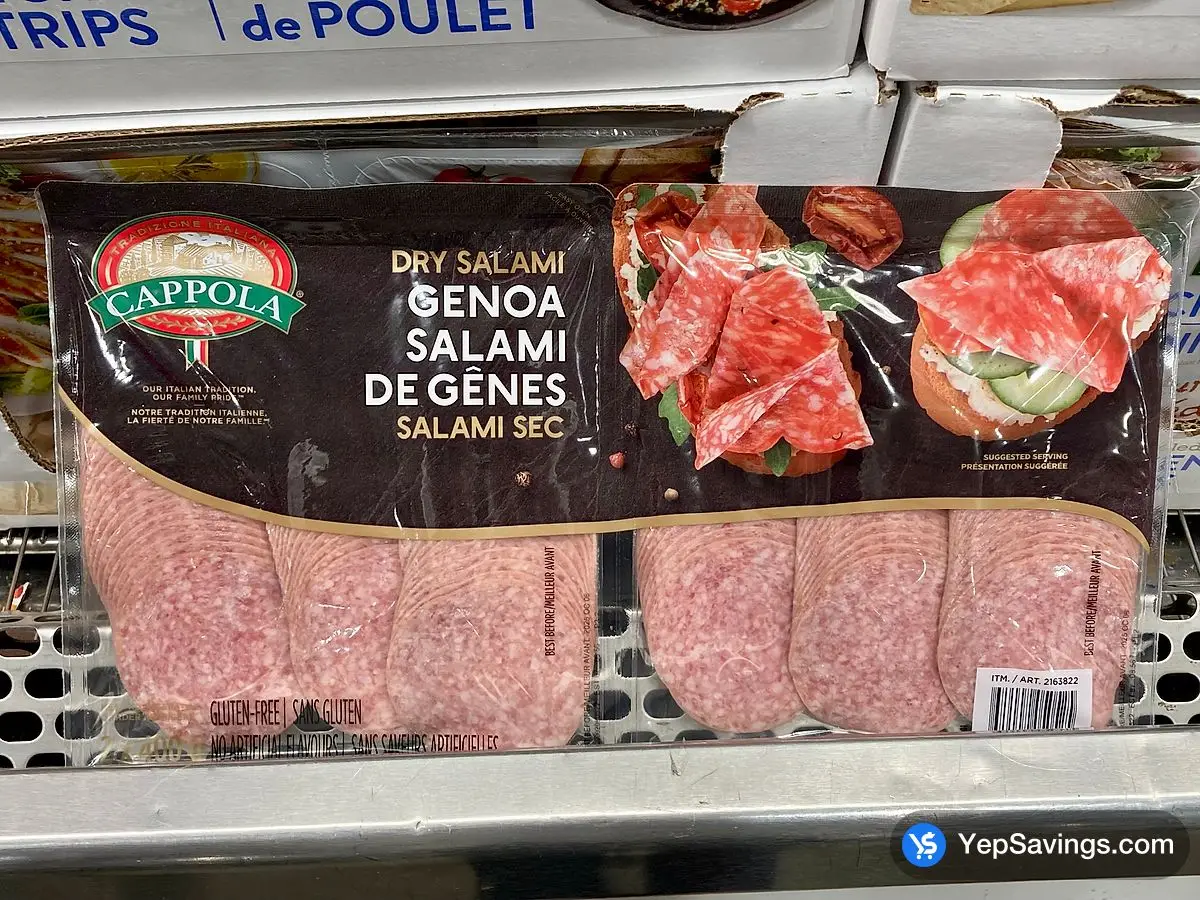 TRIPS
de POULET
TRADIZIONE ITALIANA
CAPPOLA
OUR ITALIAN TRADITION.
OUR FAMILY PRIDE™
NOTRE TRADITION ITALIENNE.
LA FIERTÉ DE NOTRE FAMILLE.™
DRY SALAMI
GENOA
SALAMI
DE GÊNES
SALAMI SEC
SUGGESTED SERVING
PRÉSENTATION SUGGÉRÉE
BEST BEFORE/MEILLEUR AVANT
BEST BEFORE/MEILLEUR AVANT
ITM. / ART. 2163822
GLUTEN-FREE | SANS GLUTEN
NO ARTIFICIAL FLAVOURS | SANS SAVEURS ARTIFICIELLES
YepSavings.com